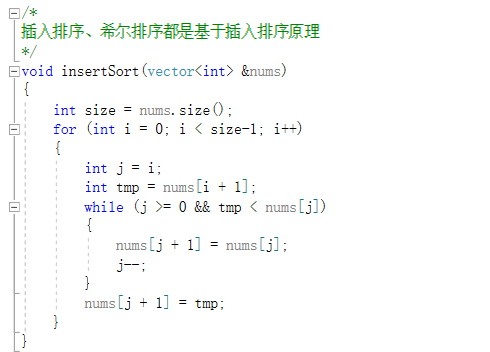 /*
插入排序、希尔排序都是基于插入排序原理
*/
void insertSort(vector<int> &nums)
{
    int size = nums.size();
    for (int i = 0; i < size-1; i++)
    {
        int j = i;
        int tmp = nums[i + 1];
        while (j >= 0 && tmp < nums[j])
        {
            nums[j + 1] = nums[j];
            j--;
        }
        nums[j + 1] = tmp;
    }
}